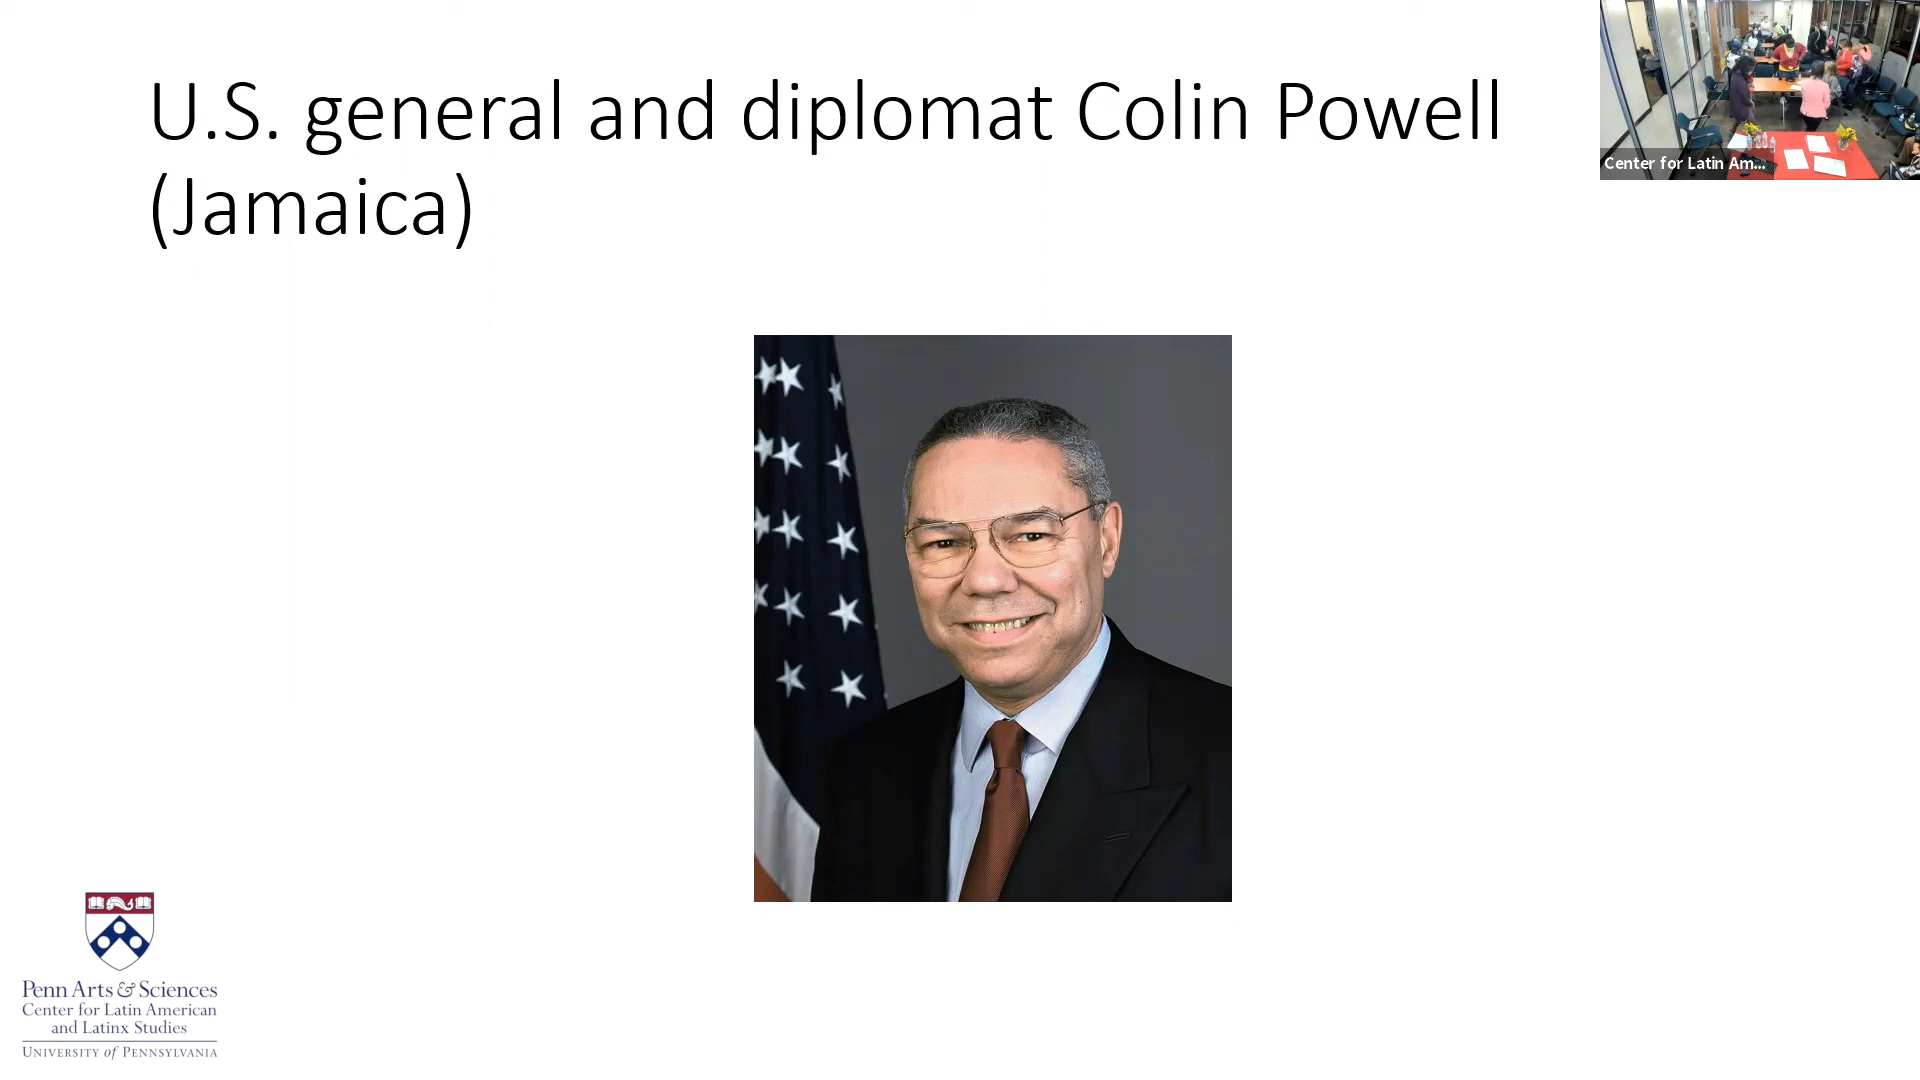 U.S. general and diplomat Colin Powell
(Jamaica)
Center for Latin Am...
Penn Arts & Sciences
Center for Latin American
and Latinx Studies
UNIVERSITY of PENNSYLVANIA